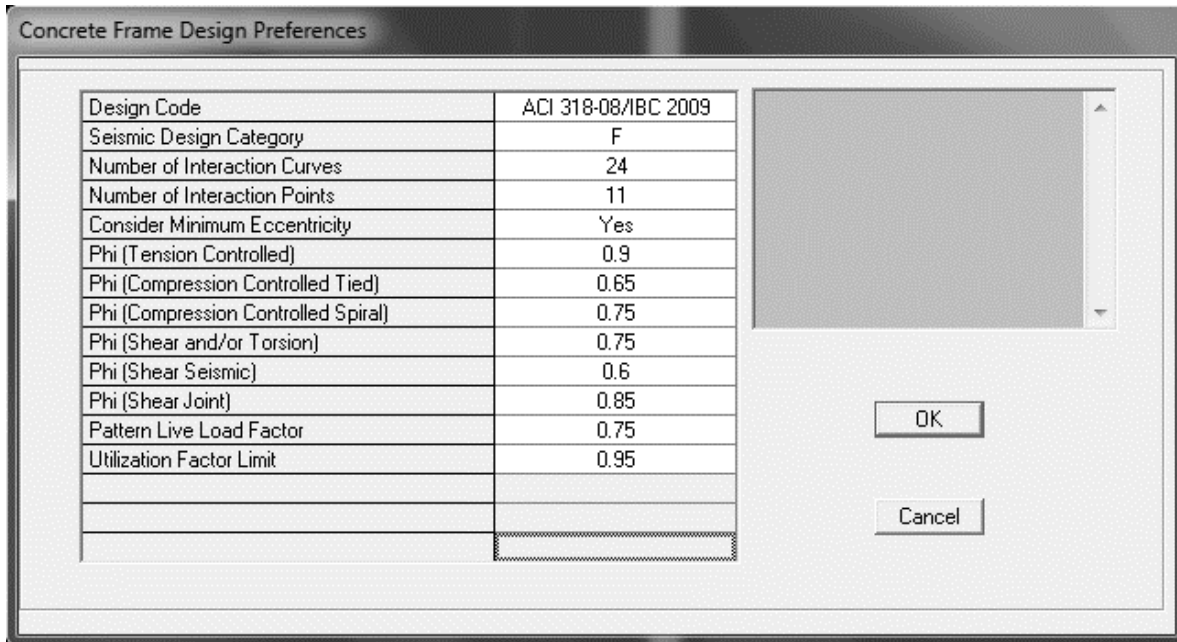 Concrete Frame Design Preferences
Design Code ACI 318-08/IBC 2009
Seismic Design Category F
Number of Interaction Curves 24
Number of Interaction Points 11
Consider Minimum Eccentricity Yes
Phi (Tension Controlled) 0.9
Phi (Compression Controlled Tied) 0.65
Phi (Compression Controlled Spiral) 0.75
Phi (Shear and/or Torsion) 0.75
Phi (Shear Seismic) 0.6
Phi (Shear Joint) 0.85
Pattern Live Load Factor 0.75
Utilization Factor Limit 0.95
OK
Cancel